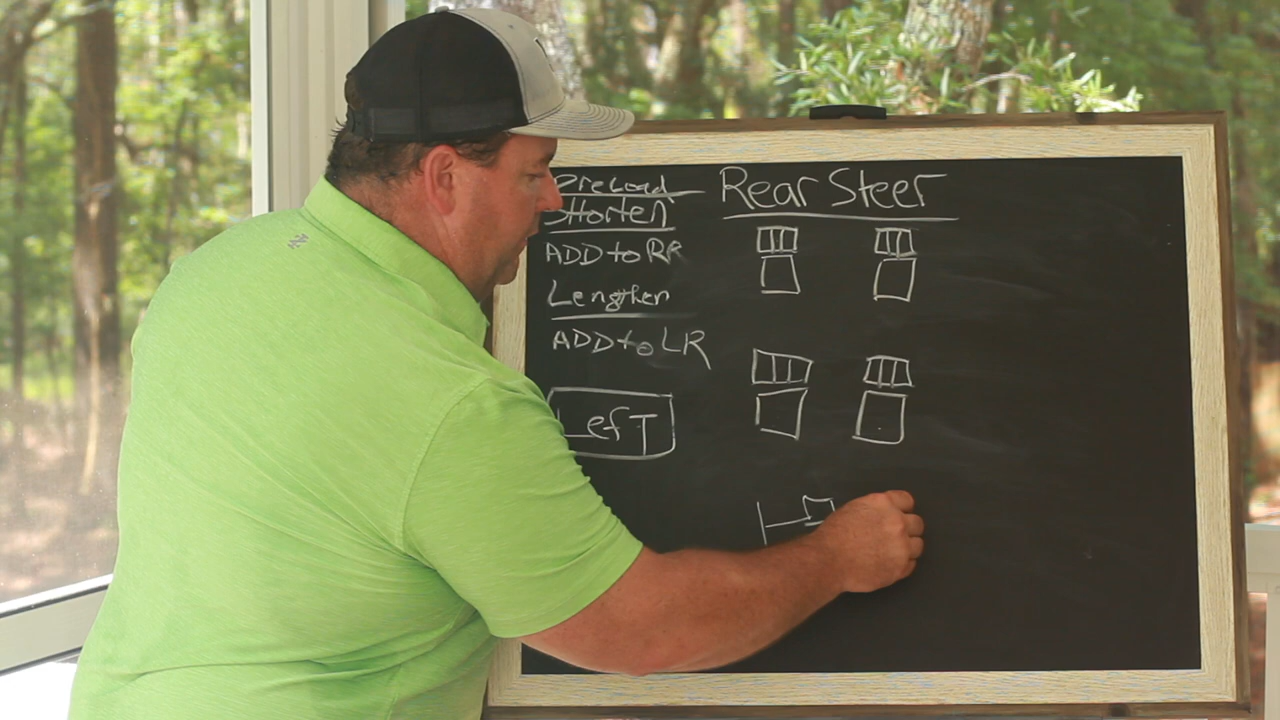 PreLoad
SHorten
ADD to RR
Lengthen
ADD to LR
Left
Rear Steer